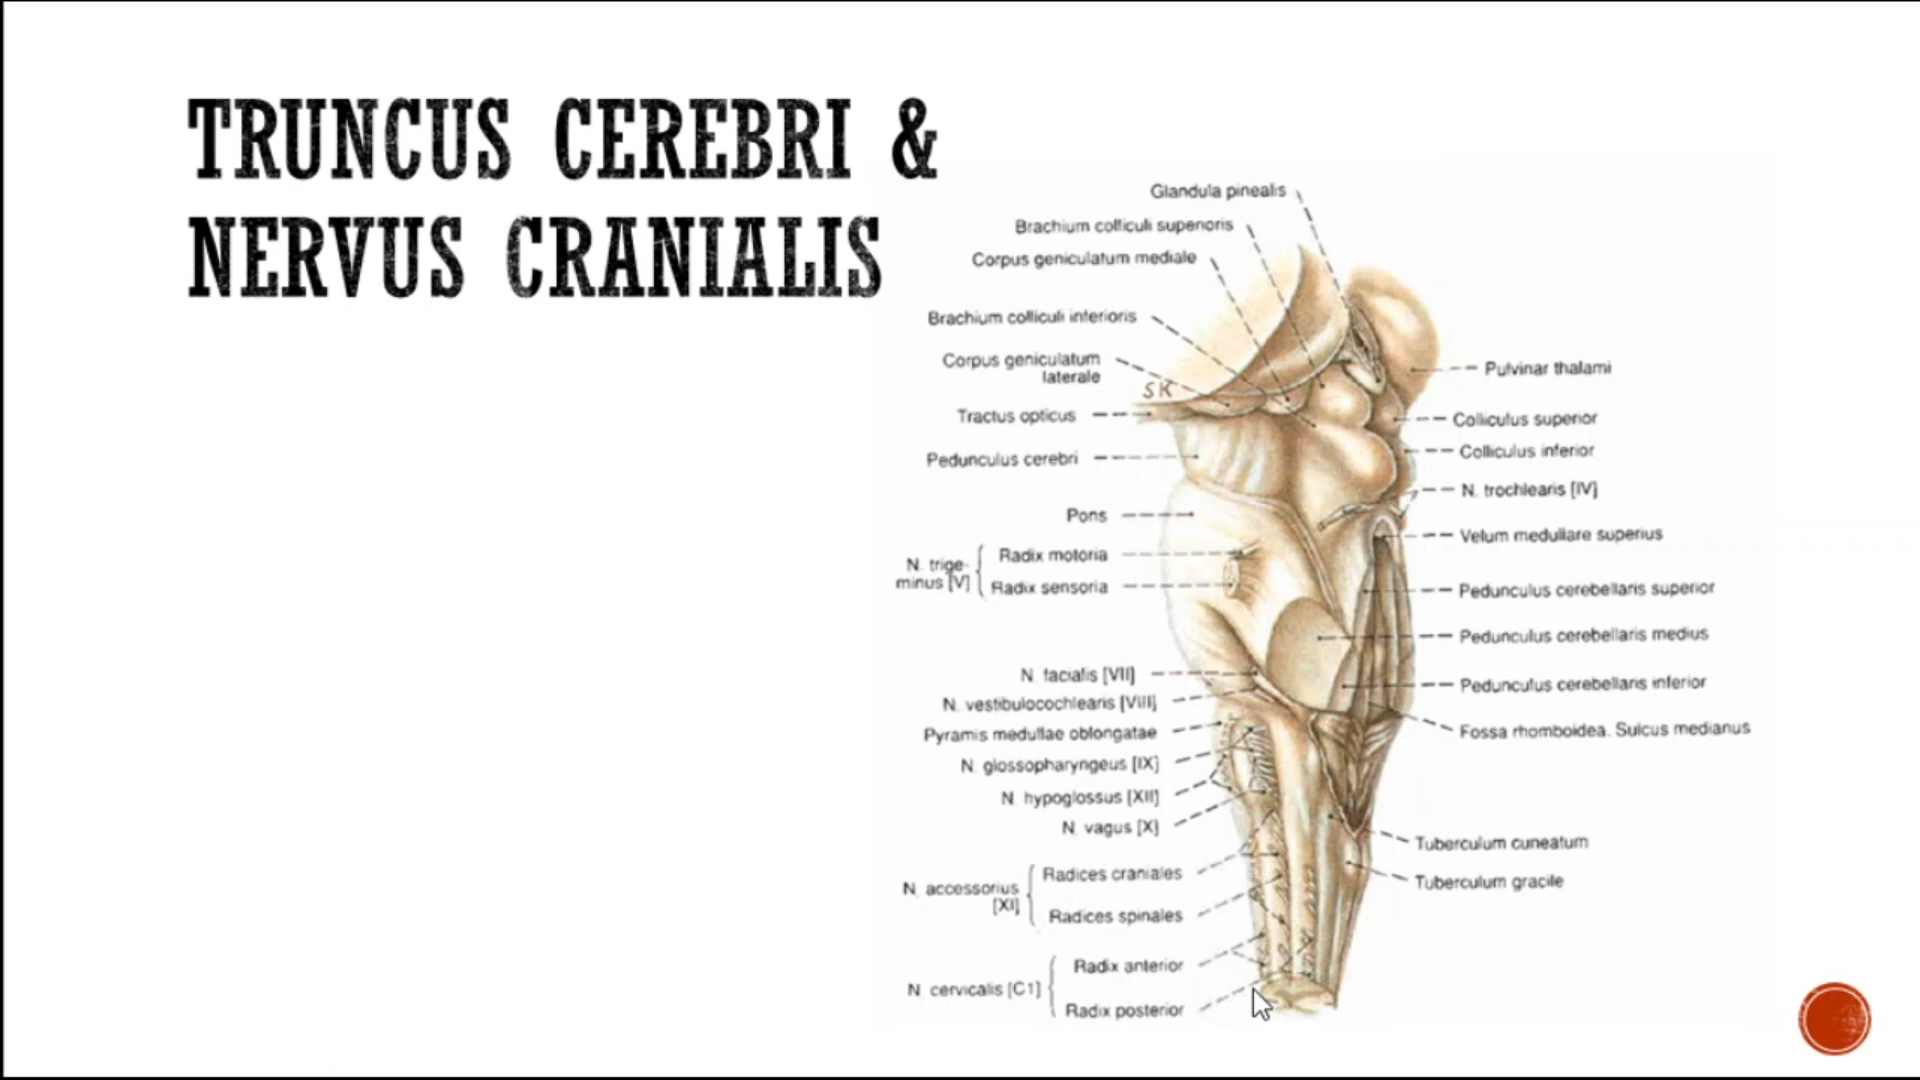 TRUNCUS CEREBRI &
NERVUS CRANIALIS
Glandula pinealis
Brachium colliculi superioris
Corpus geniculatum mediale
Brachium colliculi inferioris
Corpus geniculatum
laterale
SK
Tractus opticus
Pedunculus cerebri
Pons
N. trige-
minus [V]
Radix motoria
Radix sensoria
N. facialis [VII]
N. vestibulocochlearis [VIII]
Pyramis medullae oblongatae
N. glossopharyngeus [IX]
N. hypoglossus [XII]
N. vagus [X]
N. accessorius
[XI]
Radices craniales
Radices spinales
N. cervicalis [C1]
Radix anterior
Radix posterior
Pulvinar thalami
Colliculus superior
Colliculus inferior
N. trochlearis [IV]
Velum medullare superius
Pedunculus cerebellaris superior
Pedunculus cerebellaris medius
Pedunculus cerebellaris inferior
Fossa rhomboidea. Sulcus medianus
Tuberculum cuneatum
Tuberculum gracile